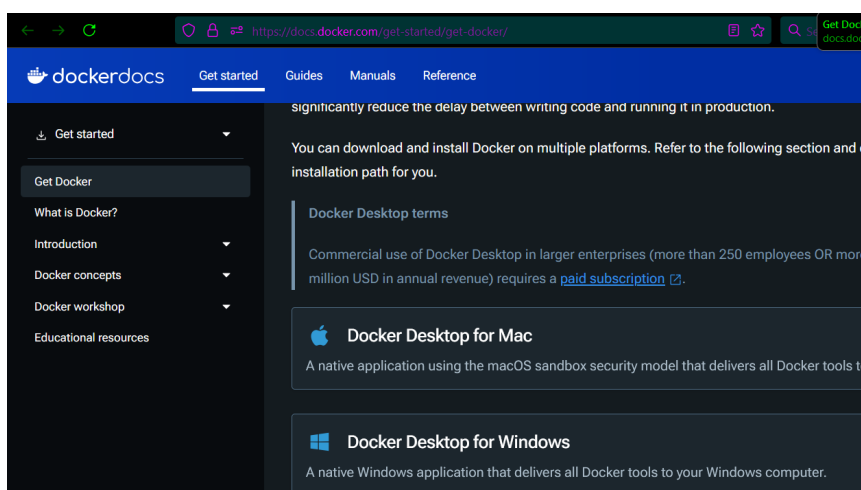 https://docs.docker.com/get-started/get-docker/
Get Doc
docs.do
dockerdocs
Get started
Guides
Manuals
Reference
Get started
Get Docker
What is Docker?
Introduction
Docker concepts
Docker workshop
Educational resources
significantly reduce the delay between writing code and running it in production.
You can download and install Docker on multiple platforms. Refer to the following section and
installation path for you.
Docker Desktop terms
Commercial use of Docker Desktop in larger enterprises (more than 250 employees OR mor
million USD in annual revenue) requires a paid subscription.
Docker Desktop for Mac
A native application using the macOS sandbox security model that delivers all Docker tools t
Docker Desktop for Windows
A native Windows application that delivers all Docker tools to your Windows computer.